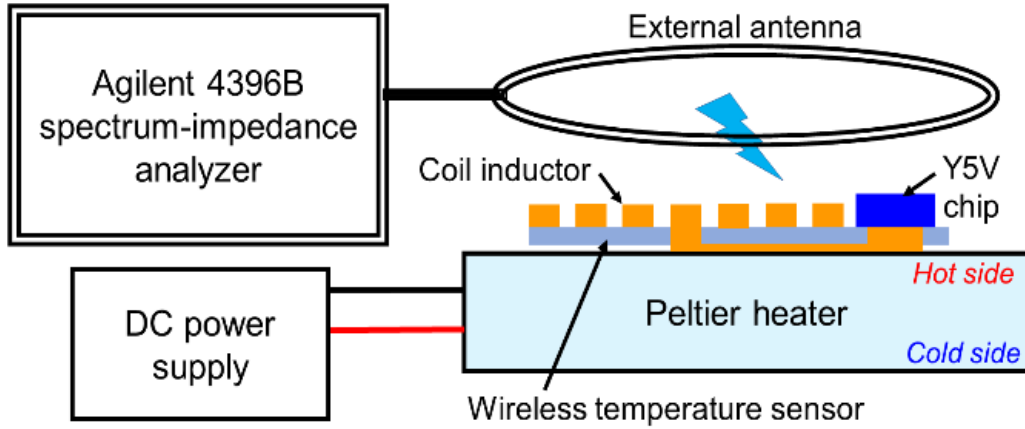 Agilent 4396B
spectrum-impedance
analyzer
External antenna
Coil inductor
Y5V
chip
Hot side
Peltier heater
Cold side
DC power
supply
Wireless temperature sensor